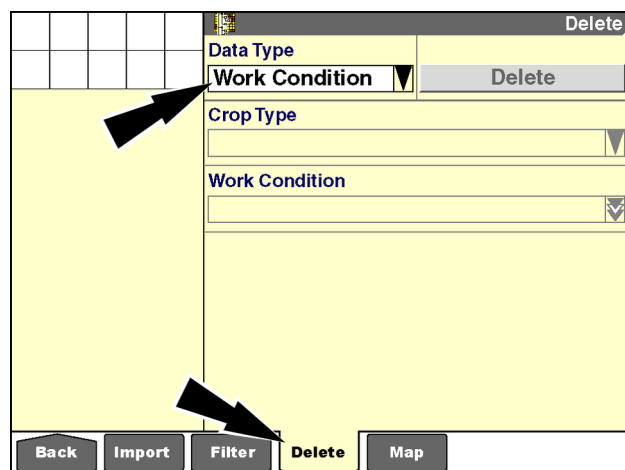 Delete
Data Type
Work Condition
Delete
Crop Type
Work Condition
Back Import Filter Delete Map